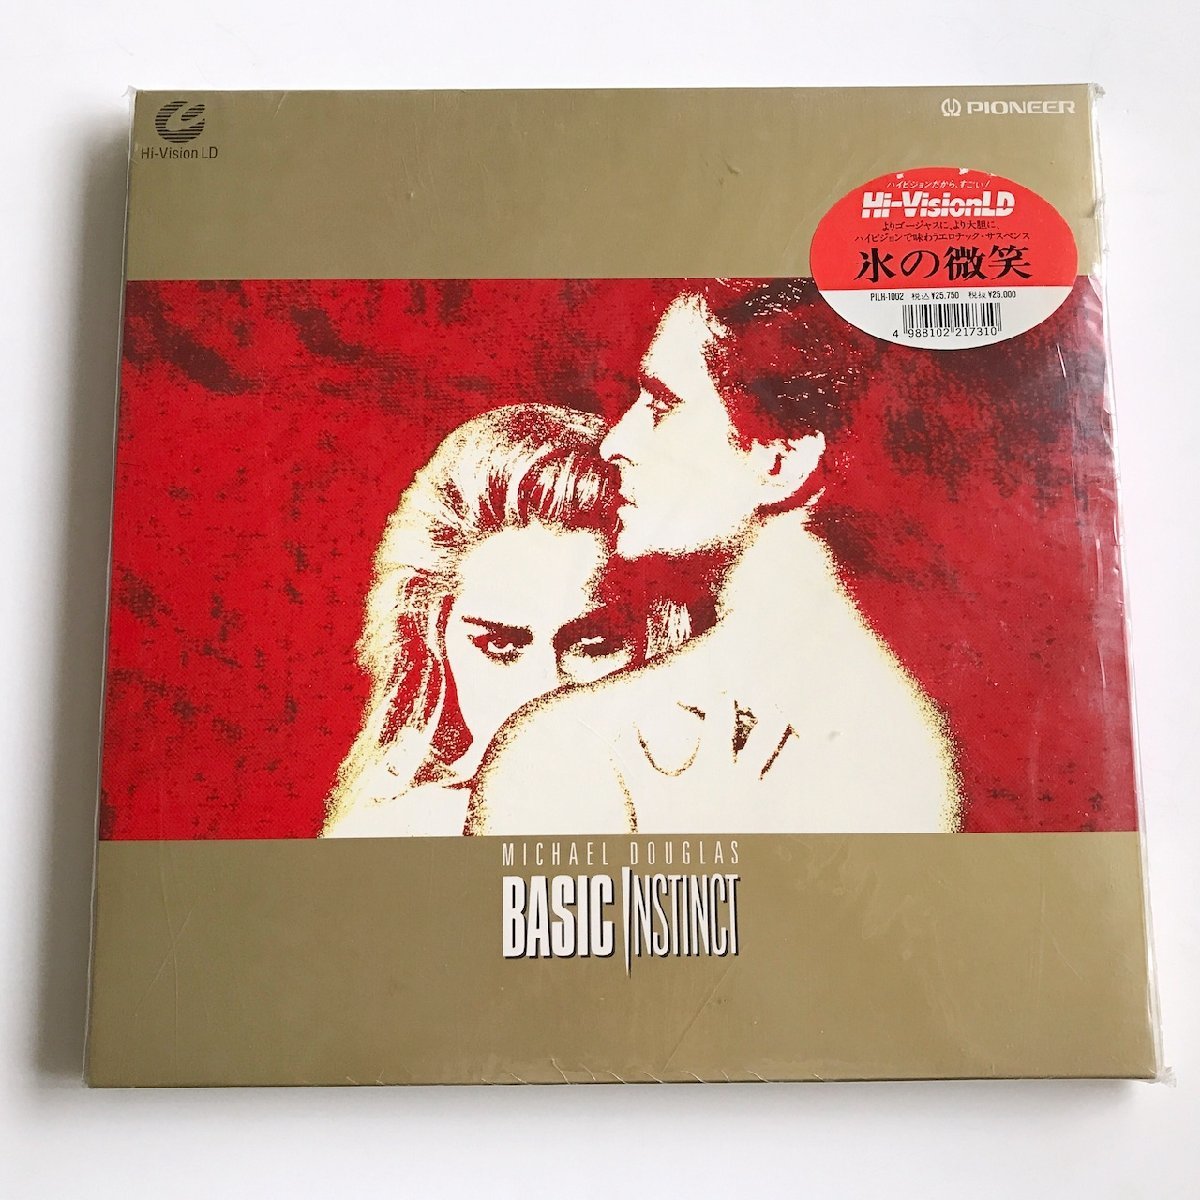 Hi-Vision LD
PIONEER
ハイビジョンだから、すごい!
Hi-VisionLD
よりゴージャスに、より大胆に、
ハイビジョンで味わうエロチック・サスペンス
氷の微笑
PILH-1002 税込¥25,750 税抜¥25,000
4 988102 217310
MICHAEL DOUGLAS
BASIC INSTINCT